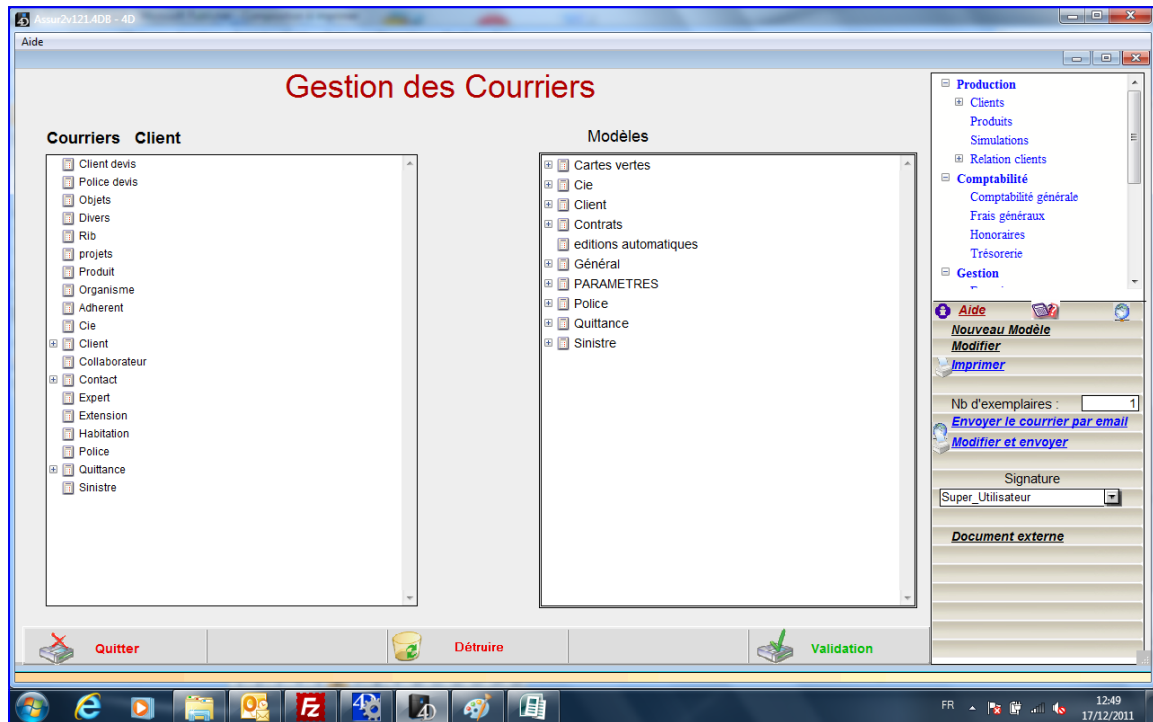 Assur2v121.4DB - 4D
Aide
Gestion des Courriers
Courriers Client
Client devis
Police devis
Objets
Divers
Rib
projets
Produit
Organisme
Adherent
Cie
Client
Collaborateur
Contact
Expert
Extension
Habitation
Police
Quittance
Sinistre
Modèles
Cartes vertes
Cie
Client
Contrats
editions automatiques
Général
PARAMETRES
Police
Quittance
Sinistre
Production
Clients
Produits
Simulations
Relation clients
Comptabilité
Comptabilité générale
Frais généraux
Honoraires
Trésorerie
Gestion
Aide
Nouveau Modèle
Modifier
Imprimer
Nb d'exemplaires : 1
Envoyer le courrier par email
Modifier et envoyer
Signature
Super_Utilisateur
Document externe
Quitter
Détruire
Validation
FR
12:49
17/12/2011